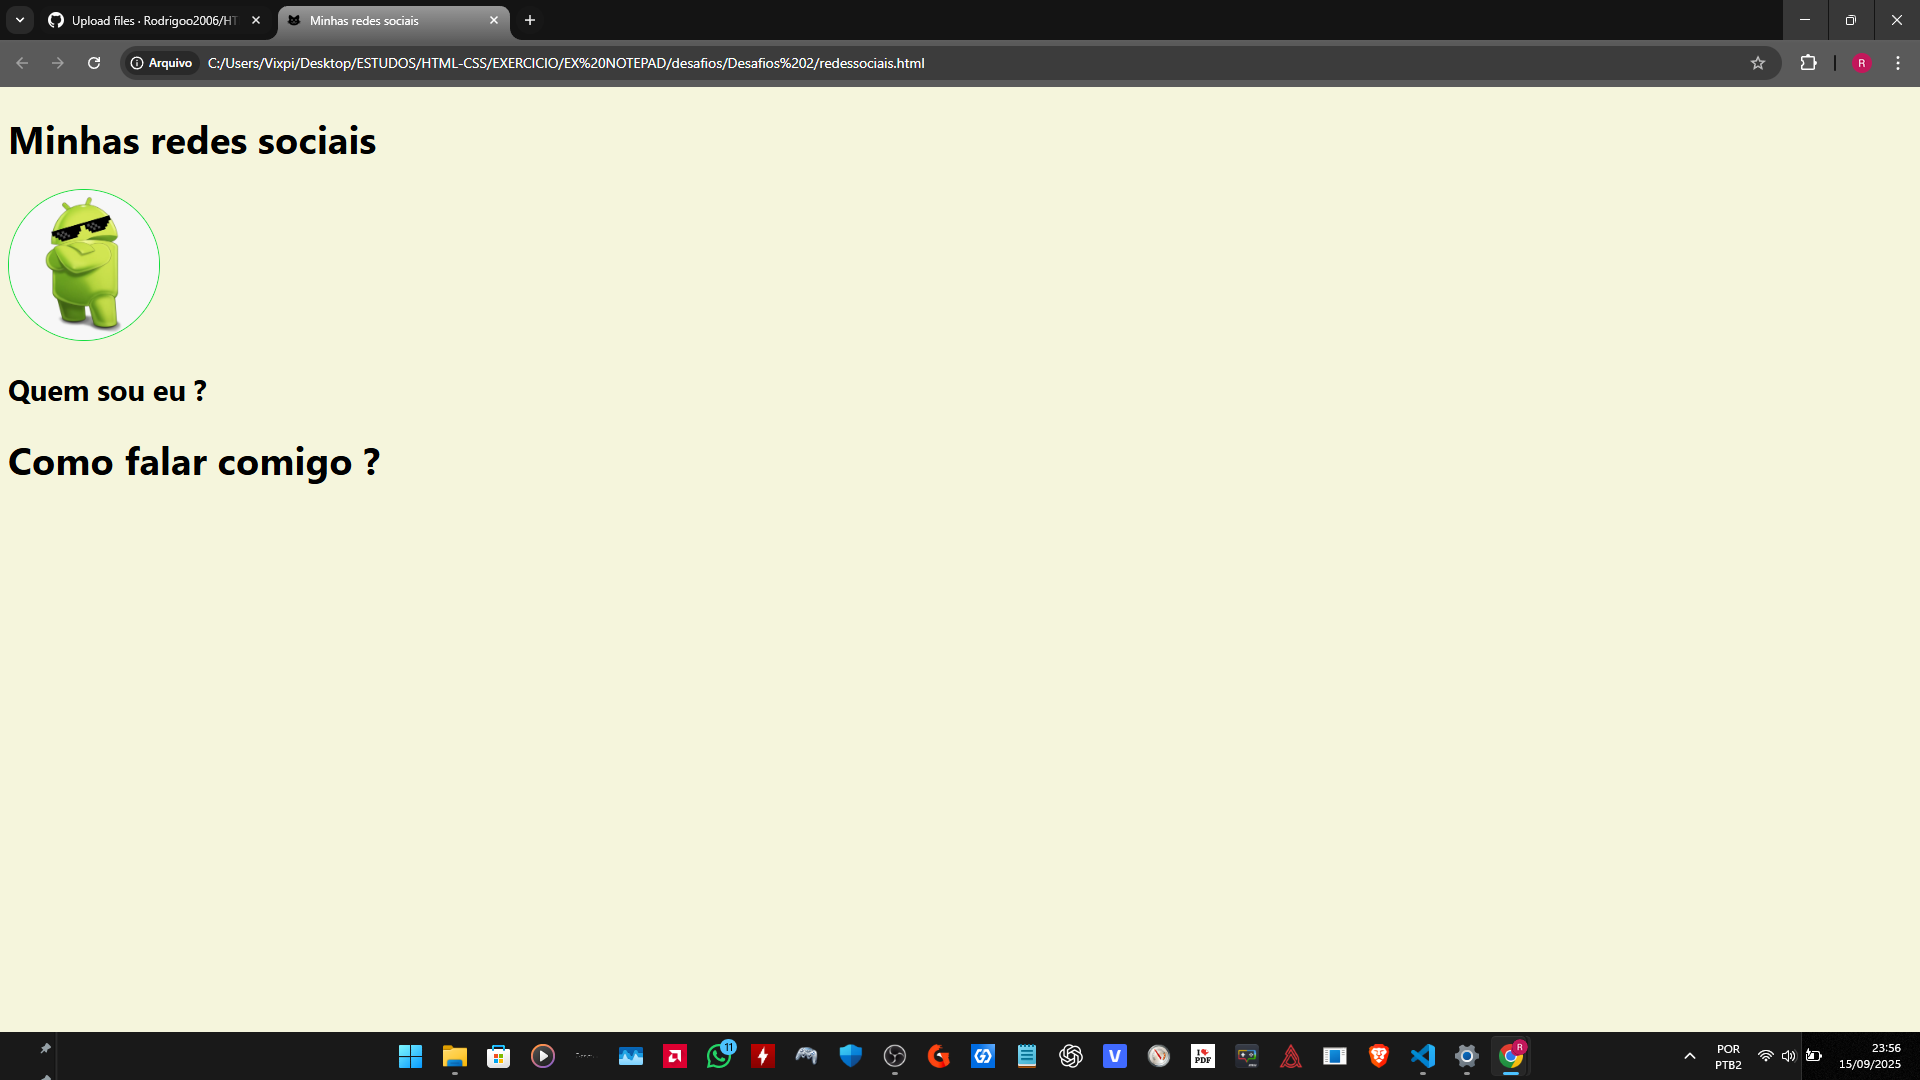 Upload files · Rodrigoo2006/HT
Minhas redes sociais
Arquivo
C:/Users/Vixpi/Desktop/ESTUDOS/HTML-CSS/EXERCICIO/EX%20NOTEPAD/desafios/Desafios%202/redessociais.html
R
Minhas redes sociais
Quem sou eu ?
Como falar comigo ?
11
V
I
PDF
R
POR
PTB2
23:56
15/09/2025